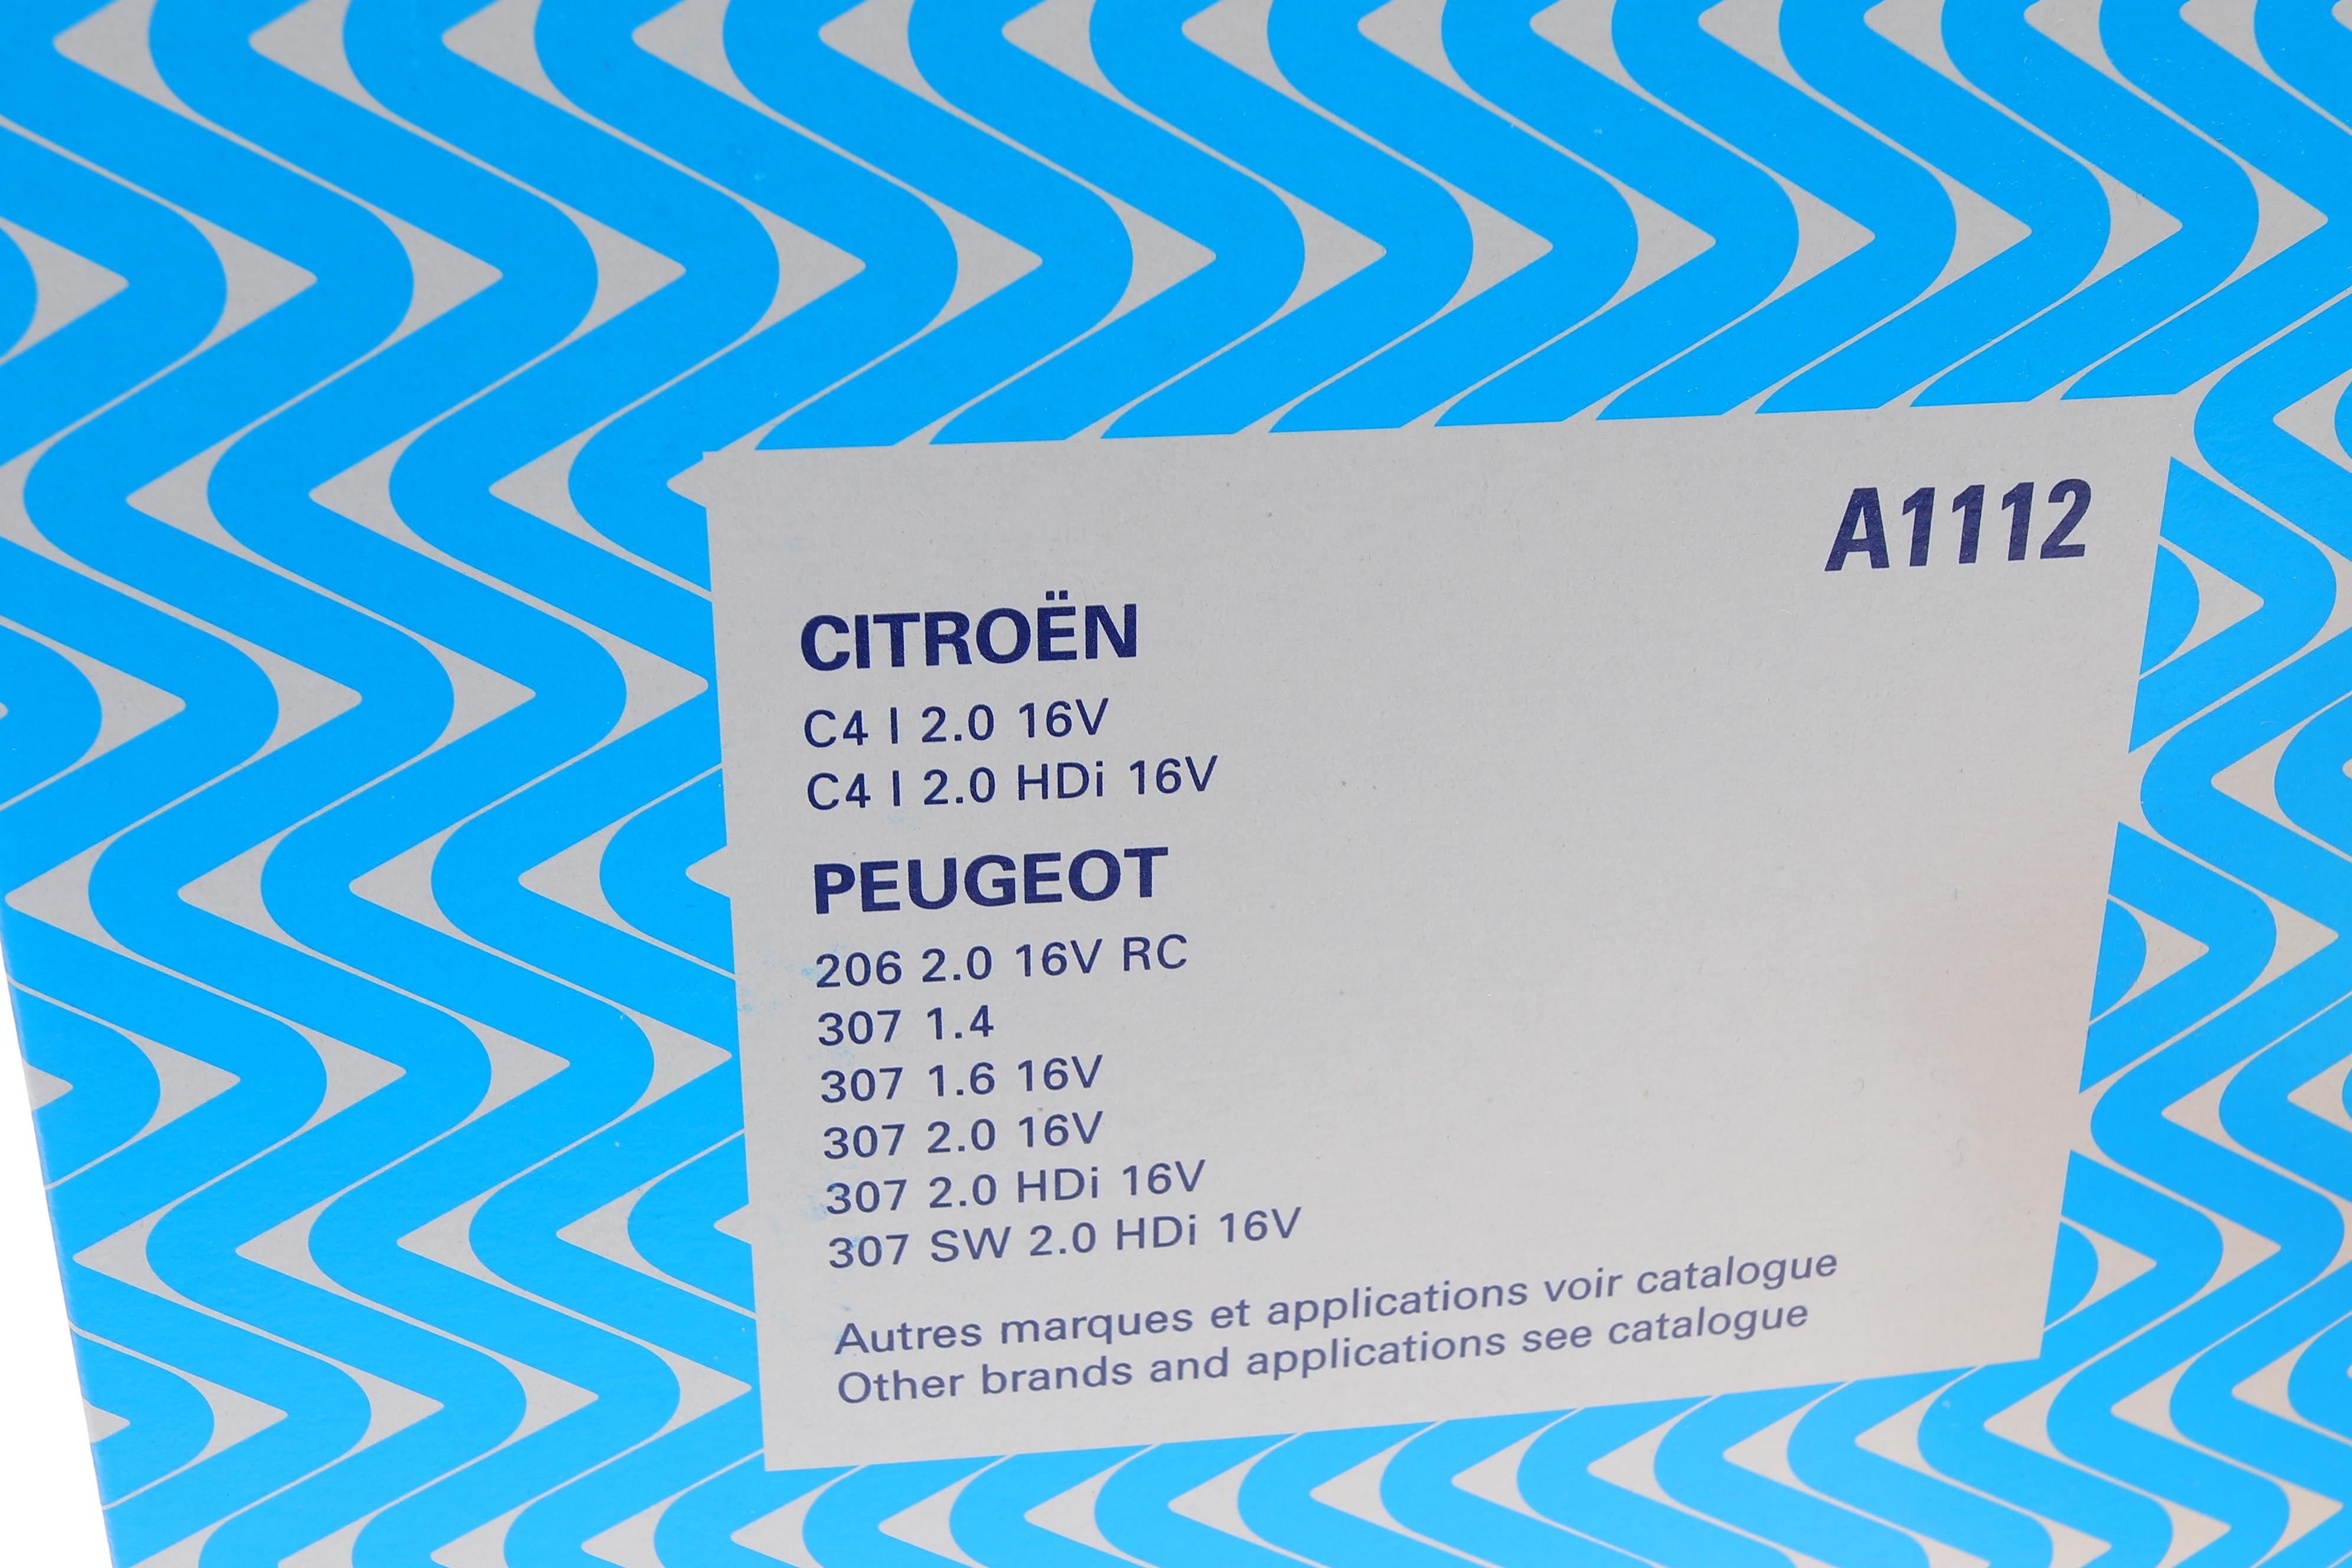 A1112
CITROËN
C4 I 2.0 16V
C4 I 2.0 HDi 16V
PEUGEOT
206 2.0 16V RC
307 1.4
307 1.6 16V
307 2.0 16V
307 2.0 HDi 16V
307 SW 2.0 HDi 16V
Autres marques et applications voir catalogue
Other brands and applications see catalogue